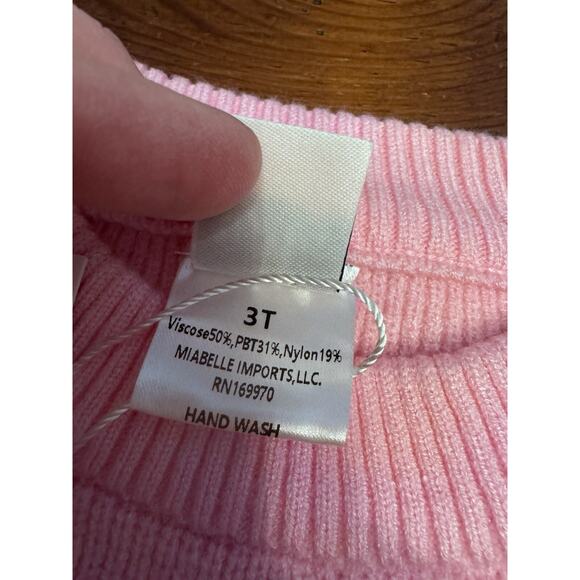 3T
Viscose50%,PBT31%,Nylon19%
MIABELLE IMPORTS,LLC.
RN169970
HAND WASH